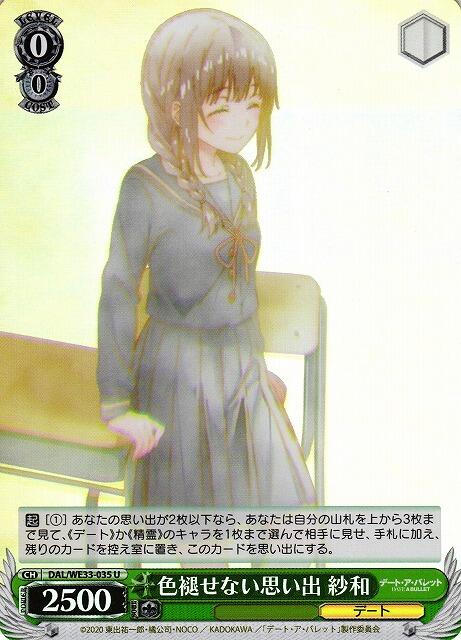 LEVEL
0
0
COST
起 [①] あなたの思い出が2枚以下なら、あなたは自分の山札を上から3枚ま
で見て、《デート》か《精霊》のキャラを1枚まで選んで相手に見せ、手札に加え、
残りのカードを控え室に置き、このカードを思い出にする。
CH DAL/WE33-035 U
色褪せない思い出 紗和
デート・ア・バレット
DATE A BULLET
2500
デート
©2020 東出祐一郎・橘公司・NOCO / KADOKAWA /「デート・ア・バレット」製作委員会